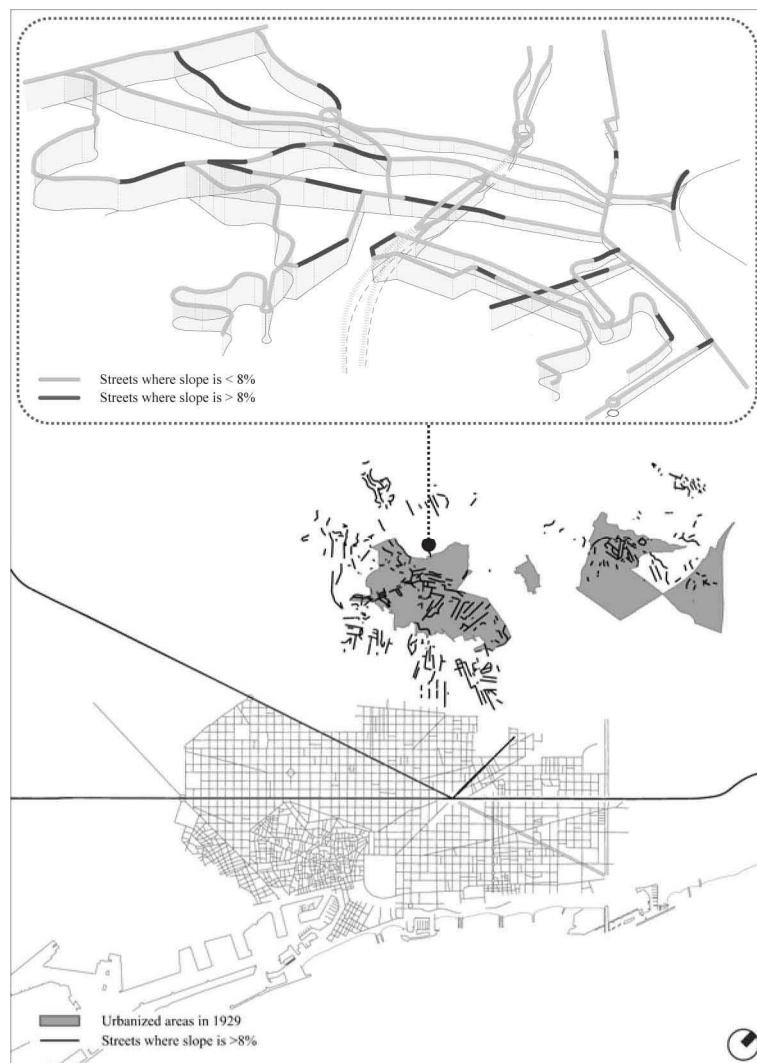 Streets where slope is < 8%
Streets where slope is > 8%
Urbanized areas in 1929
Streets where slope is >8%